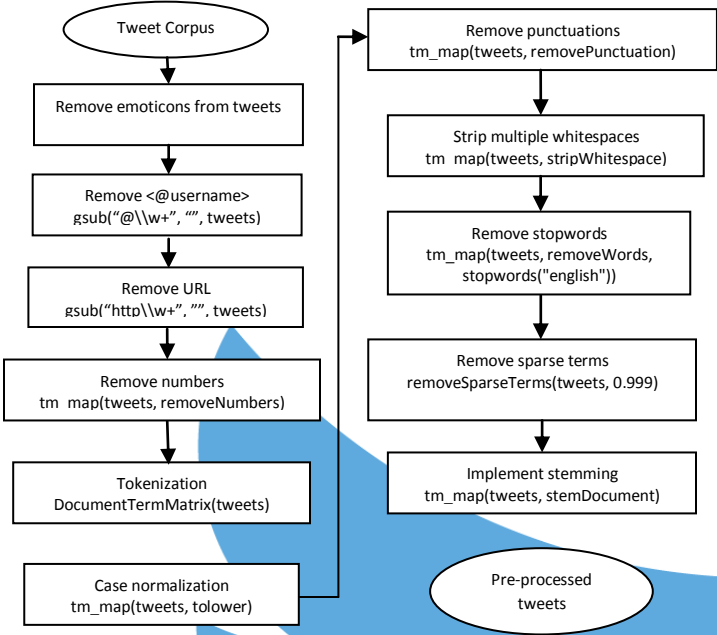 Tweet Corpus
Remove emoticons from tweets
Remove <@username>
gsub(“@\\w+”, “”, tweets)
Remove URL
gsub(“http\\w+”, ””, tweets)
Remove numbers
tm_map(tweets, removeNumbers)
Tokenization
DocumentTermMatrix(tweets)
Case normalization
tm_map(tweets, tolower)
Remove punctuations
tm_map(tweets, removePunctuation)
Strip multiple whitespaces
tm_map(tweets, stripWhitespace)
Remove stopwords
tm_map(tweets, removeWords,
stopwords("english"))
Remove sparse terms
removeSparseTerms(tweets, 0.999)
Implement stemming
tm_map(tweets, stemDocument)
Pre-processed
tweets